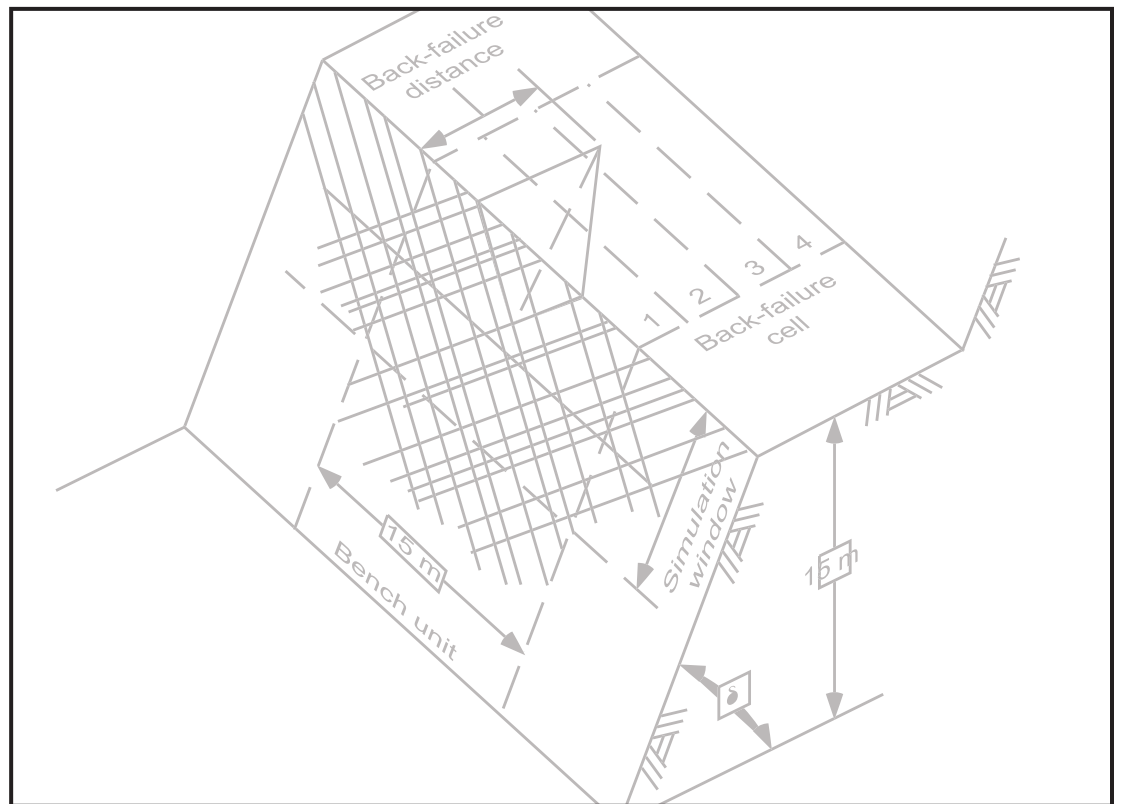 Back-failure
distance
1
2
3
4
Back-failure
cell
Simulation
window
15 m
Bench unit
15 m